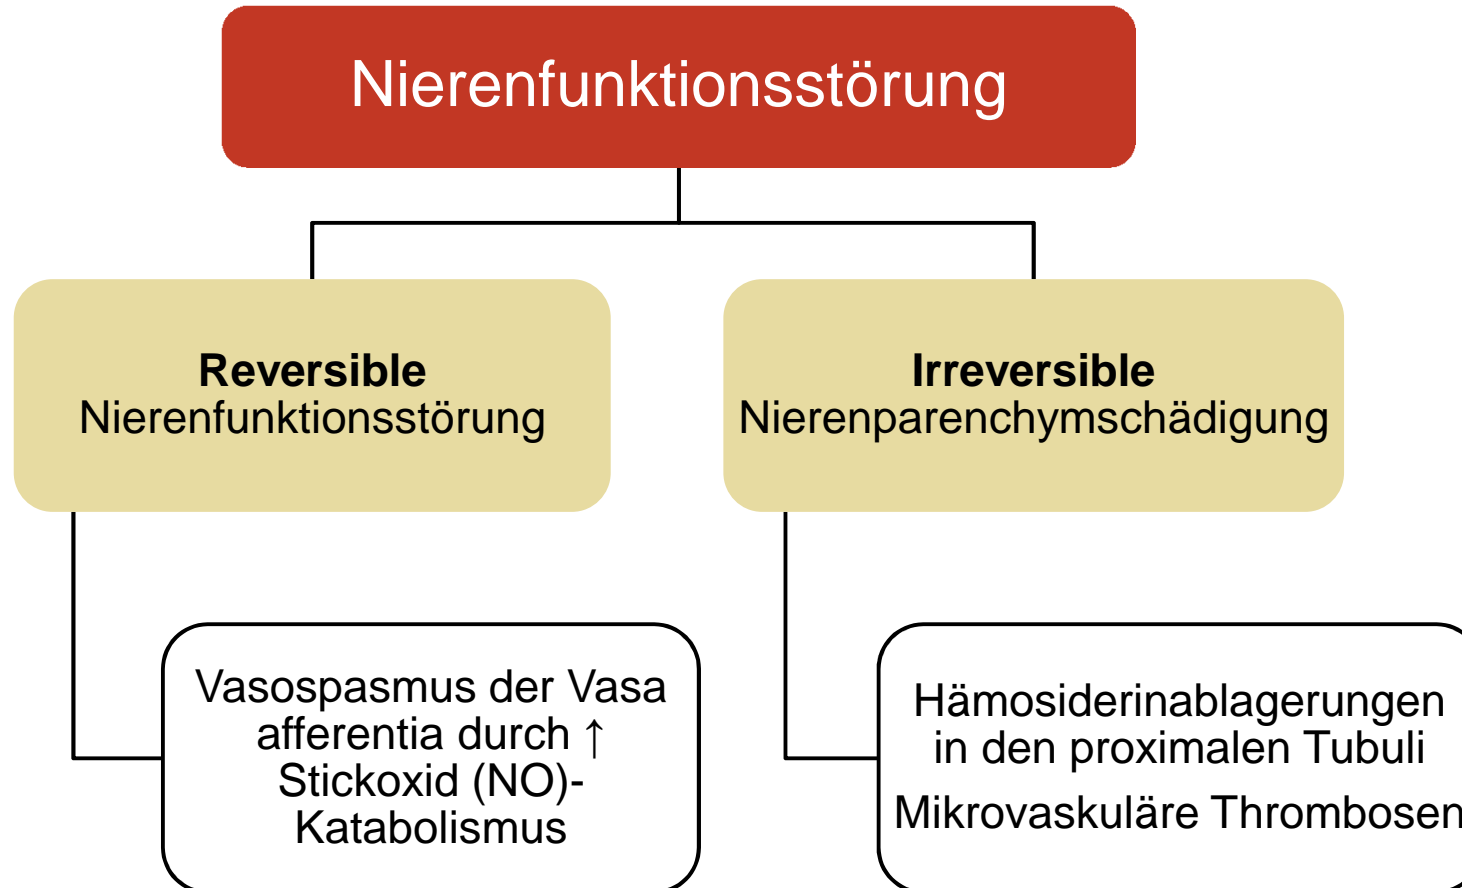 Nierenfunktionsstörung
Reversible
Nierenfunktionsstörung
Irreversible
Nierenparenchymschädigung
Vasospasmus der Vasa
afferentia durch ↑
Stickoxid (NO)-
Katabolismus
Hämosiderinablagerungen
in den proximalen Tubuli
Mikrovaskuläre Thrombosen